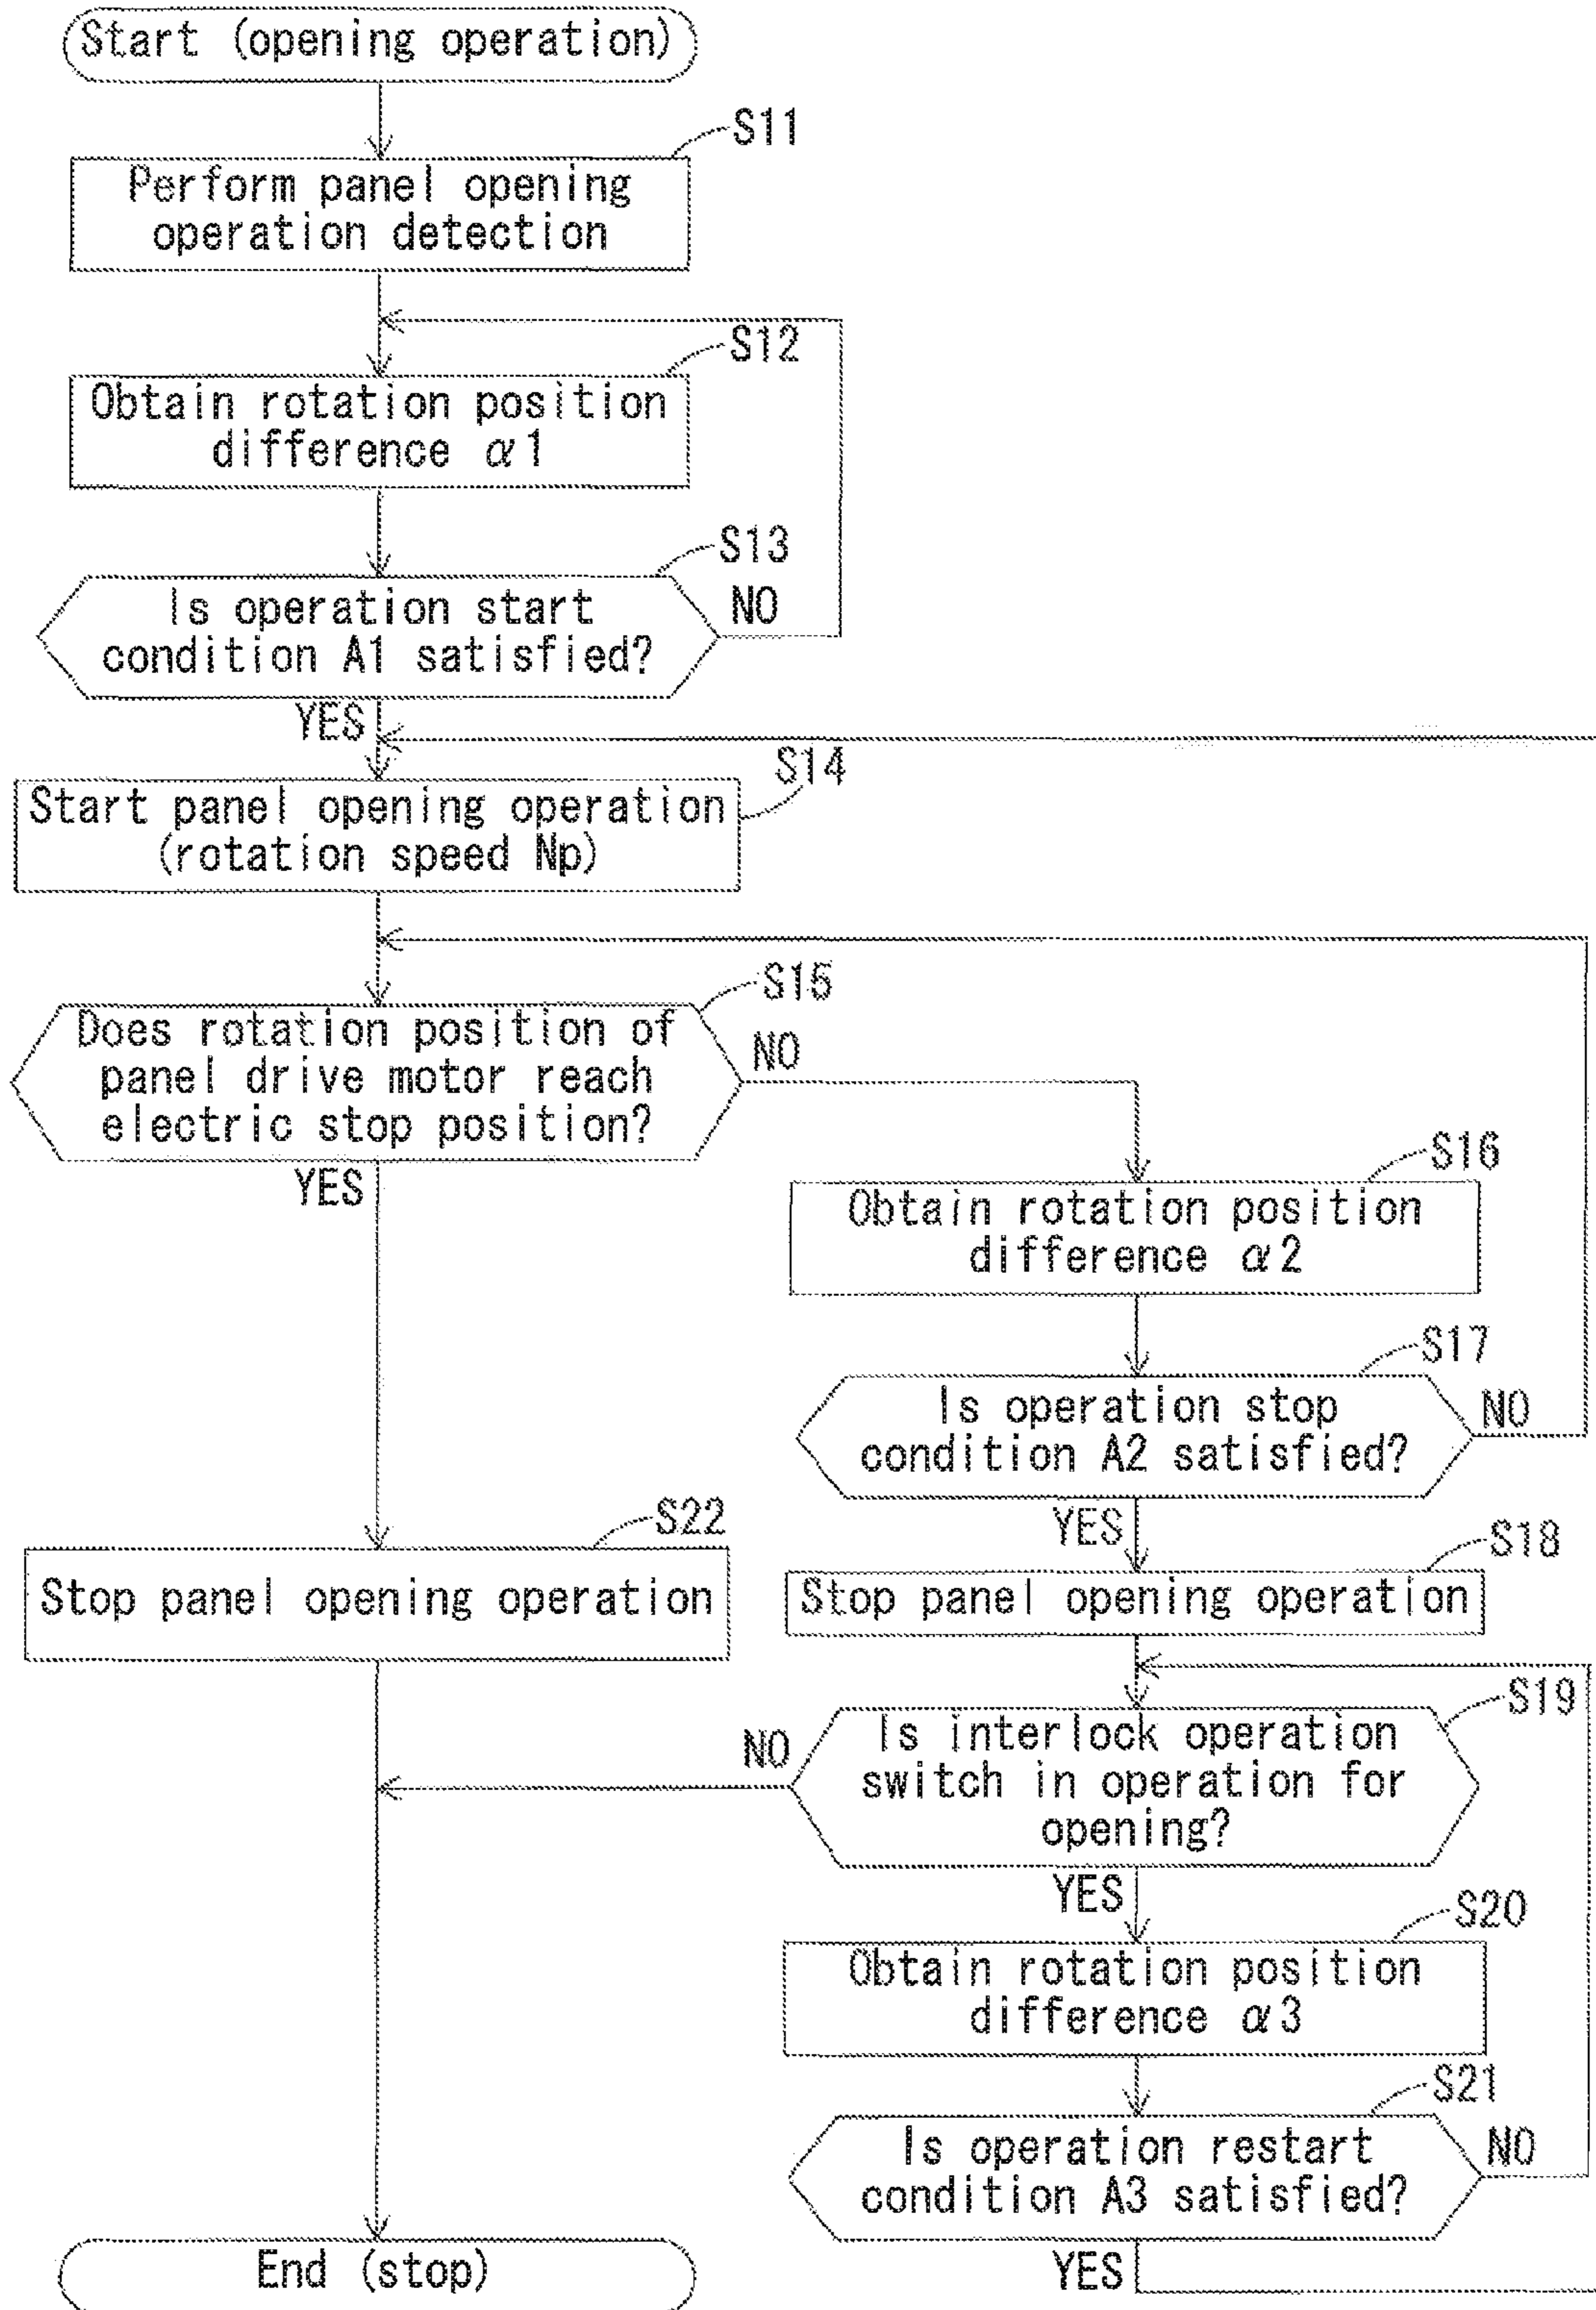 Start (opening operation)
S11
Perform panel opening
operation detection
S12
Obtain rotation position
difference α1
S13
Is operation start
condition A1 satisfied?
NO
YES
S14
Start panel opening operation
(rotation speed Np)
S15
Does rotation position of
panel drive motor reach
electric stop position?
NO
YES
S16
Obtain rotation position
difference α2
S17
Is operation stop
condition A2 satisfied?
NO
YES
S22
Stop panel opening operation
S18
Stop panel opening operation
S19
Is interlock operation
switch in operation for
opening?
NO
YES
S20
Obtain rotation position
difference α3
S21
Is operation restart
condition A3 satisfied?
NO
YES
End (stop)